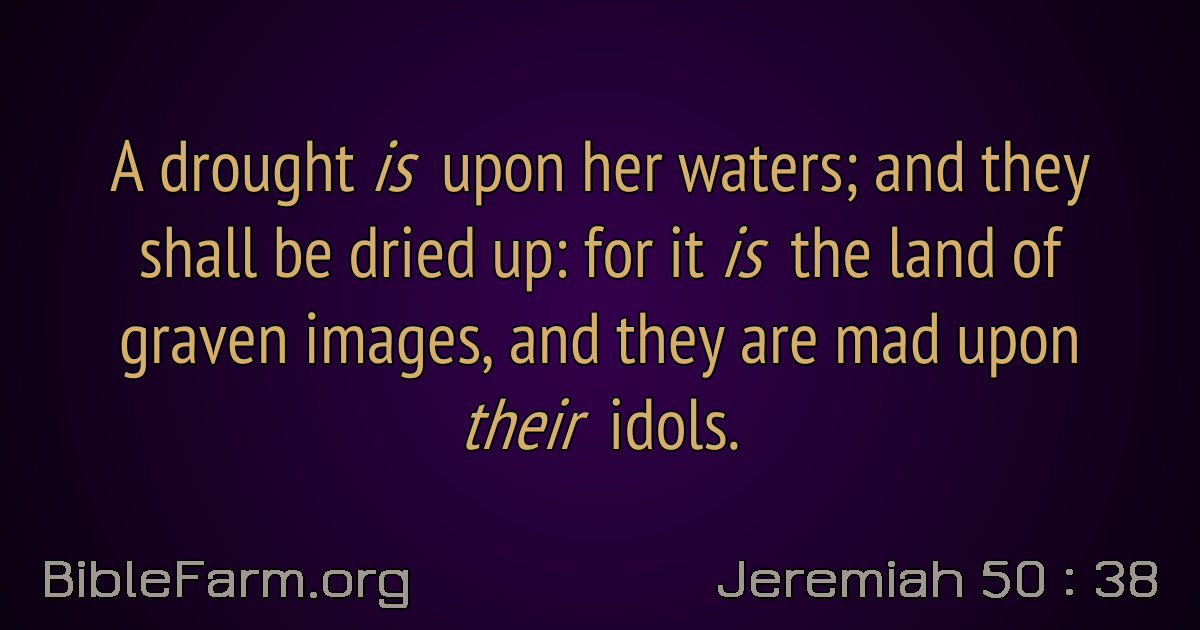 A drought is upon her waters; and they
shall be dried up: for it is the land of
graven images, and they are mad upon
their idols.
BibleFarm.org
Jeremiah 50 : 38